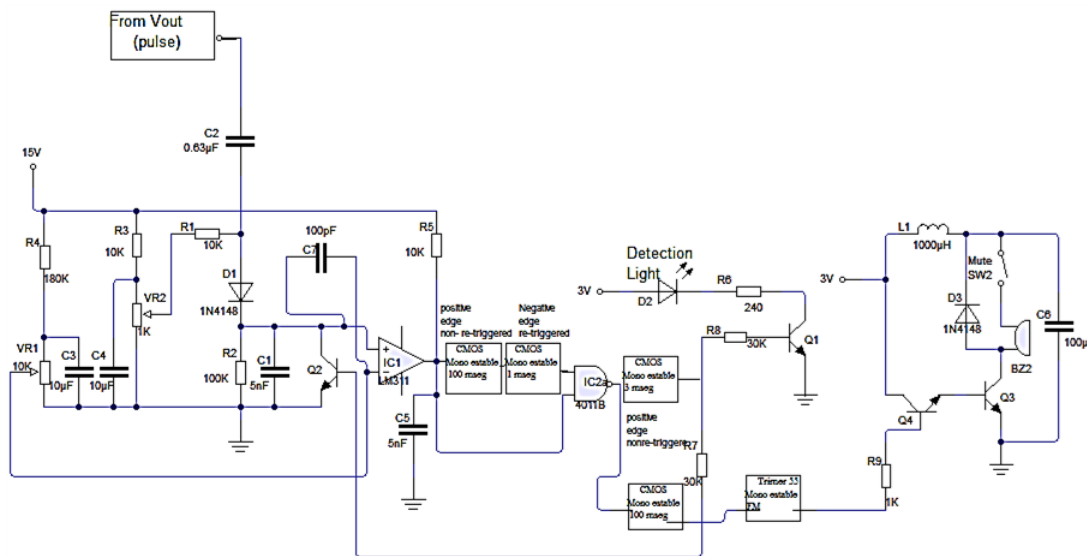 From Vout
(pulse)
C2
0.63µF
15V
R4
180K
R3
10K
R1
10K
100pF
C7
R5
10K
D1
1N4148
VR2
1K
VR1
10K
C3
10µF
C4
10µF
R2
100K
C1
5nF
Q2
+
−
IC1
LM311
C5
5nF
positive
edge
non- re-triggered
CMOS
Mono estable
100 mseg
Negative
edge
re-triggered
CMOS
Mono estable
1 mseg
IC2a
4011B
CMOS
Mono estable
3 mseg
positive
edge
nonre-triggere
Detection
Light
3V
D2
R6
240
R8
30K
Q1
R7
30K
CMOS
Mono estable
100 mseg
Trimer 55
Mono estable
TM
R9
1K
Q4
3V
L1
1000µH
Mute
SW2
D3
1N4148
BZ2
Q3
C6
100µ